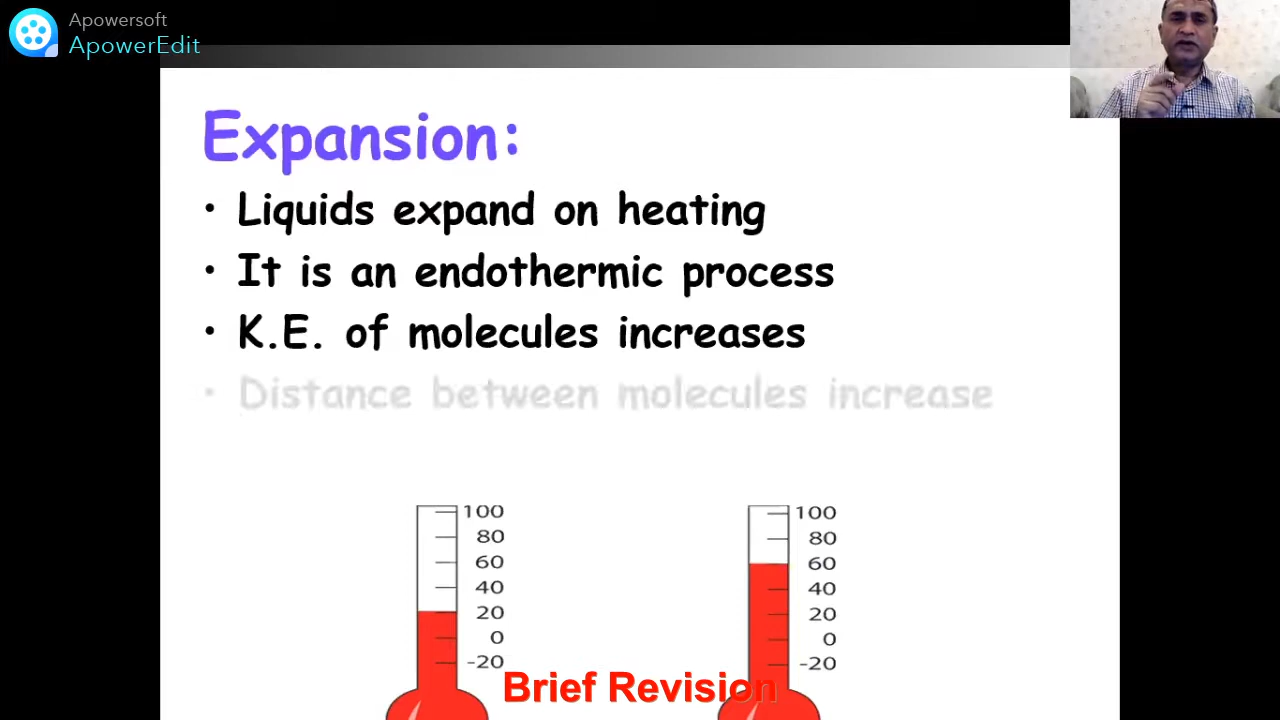 Apowersoft
ApowerEdit
Expansion:
• Liquids expand on heating
• It is an endothermic process
• K.E. of molecules increases
• Distance between molecules increase
100
80
60
40
20
0
-20
100
80
60
40
20
0
-20
Brief Revision